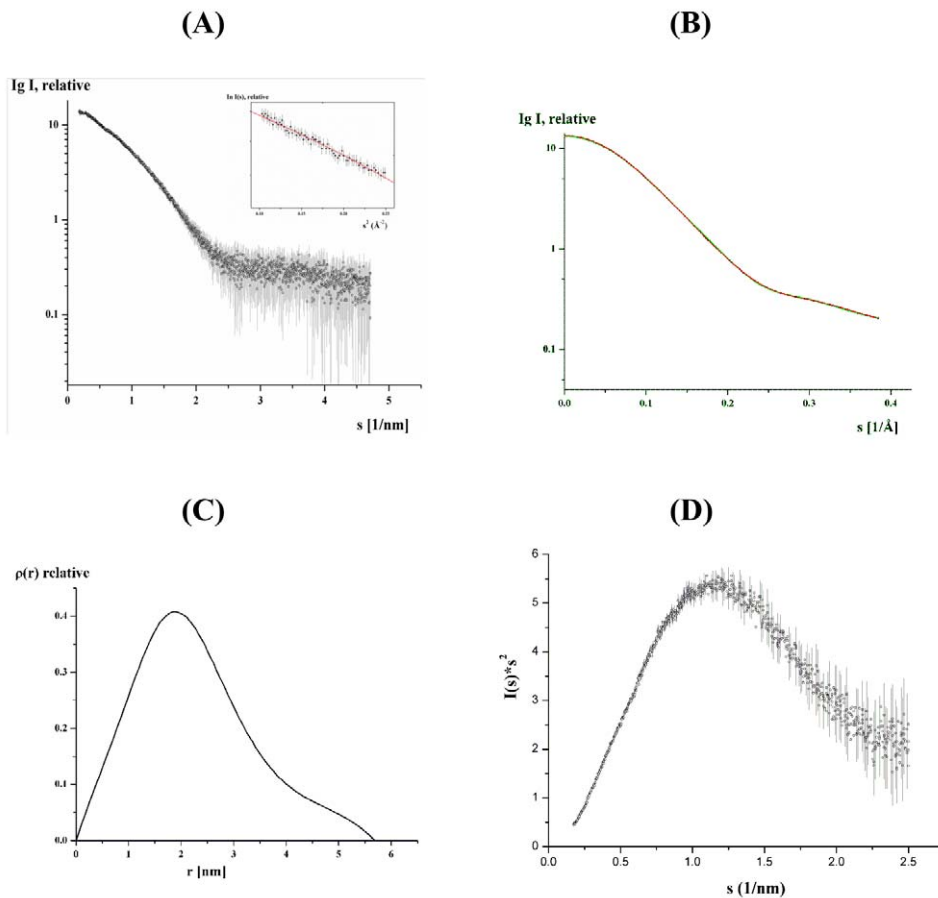 (A)
(B)
lg I, relative
10
1
0.1
0 1 2 3 4 5
s [1/nm]
ln I(s), relative
s² (Å⁻²)
lg I, relative
10
1
0.1
0.0 0.1 0.2 0.3 0.4
s [1/Å]
(C)
(D)
ρ(r) relative
0.4
0.3
0.2
0.1
0.0
0 1 2 3 4 5 6
r [nm]
I(s)*s²
6
5
4
3
2
1
0
0.0 0.5 1.0 1.5 2.0 2.5
s (1/nm)